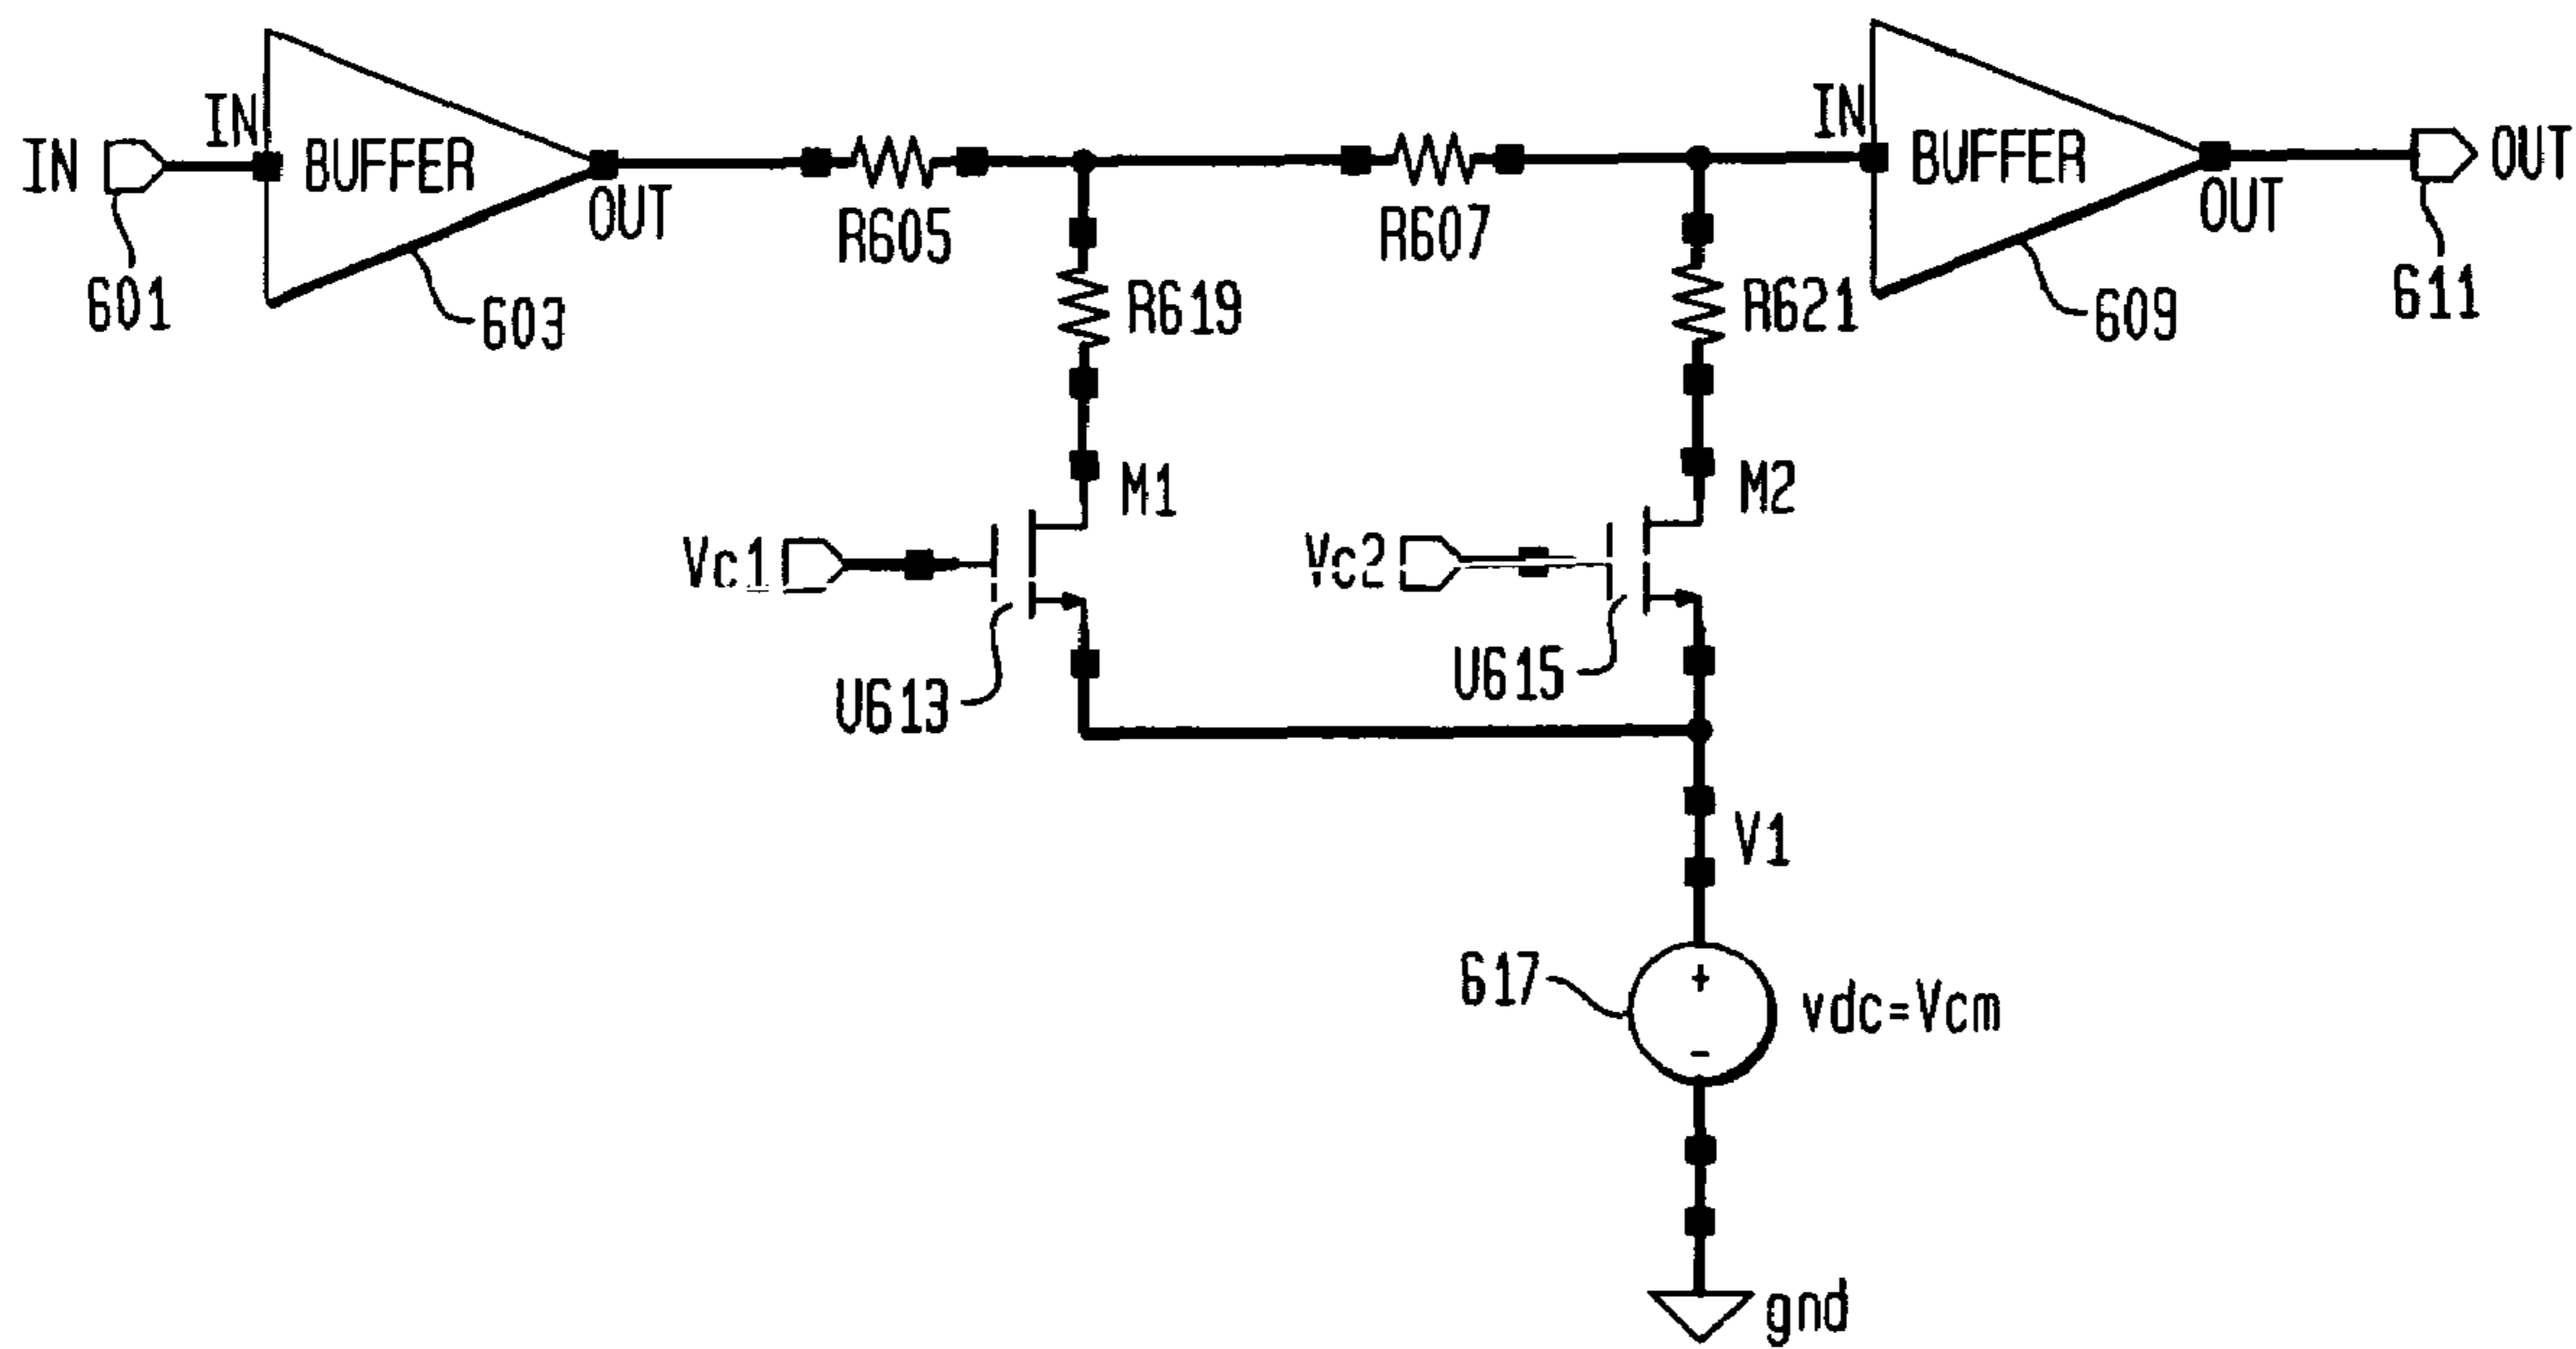 IN
IN
BUFFER
OUT
601
603
R605
R607
IN
BUFFER
OUT
OUT
609
611
R619
R621
M1
M2
Vc1
Vc2
U613
U615
V1
617
+
-
vdc=Vcm
gnd